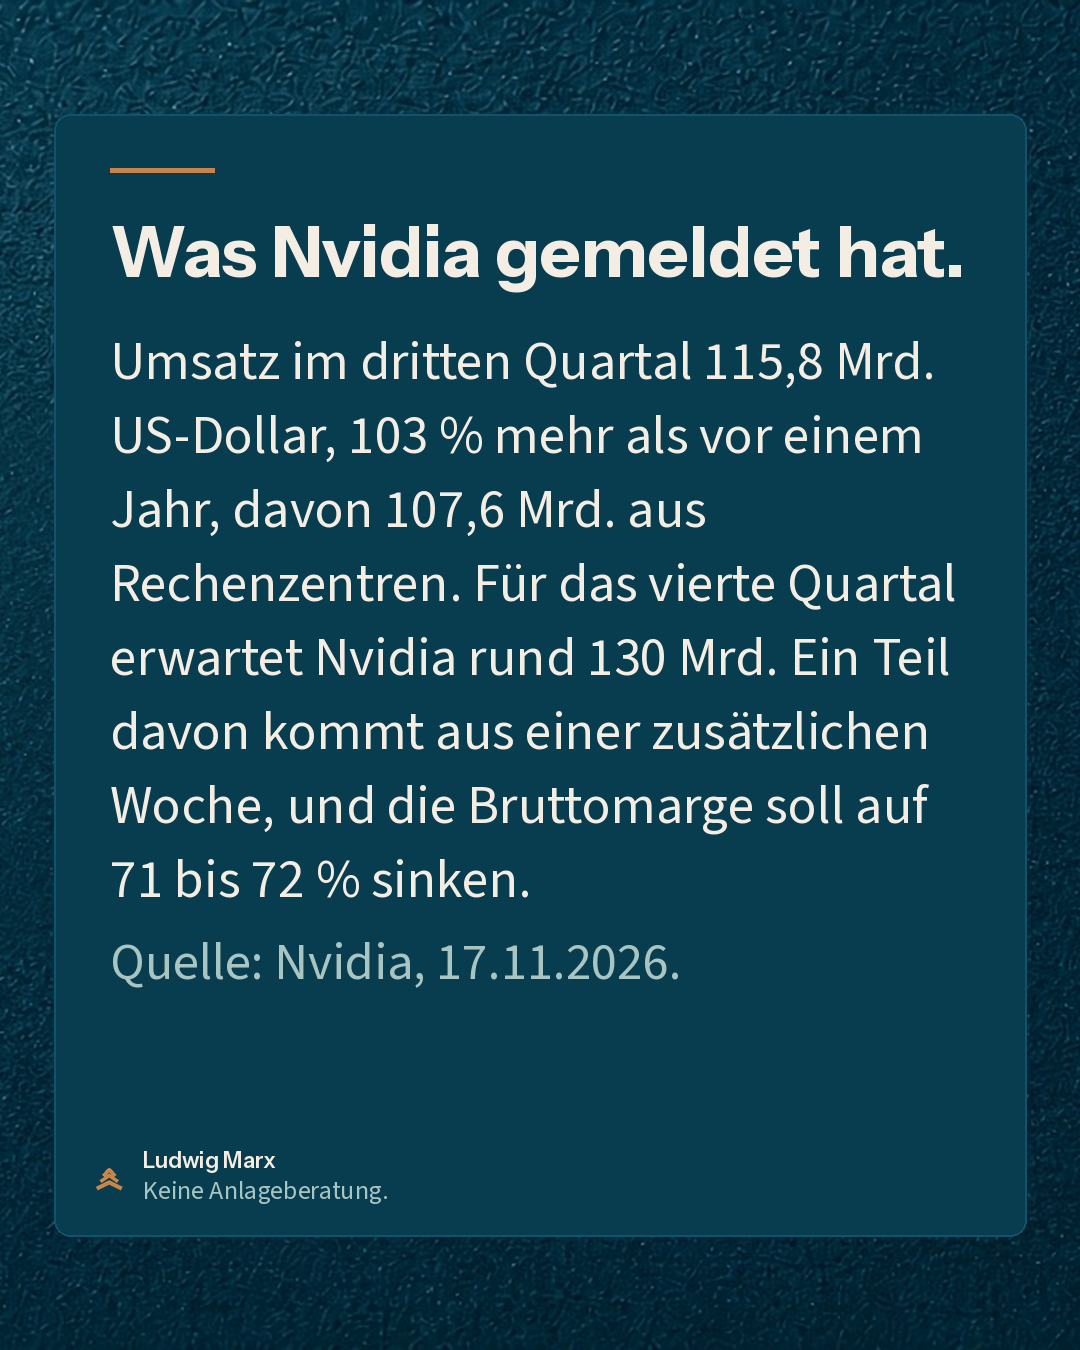 Was Nvidia gemeldet hat.
Umsatz im dritten Quartal 115,8 Mrd.
US-Dollar, 103 % mehr als vor einem
Jahr, davon 107,6 Mrd. aus
Rechenzentren. Für das vierte Quartal
erwartet Nvidia rund 130 Mrd. Ein Teil
davon kommt aus einer zusätzlichen
Woche, und die Bruttomarge soll auf
71 bis 72 % sinken.
Quelle: Nvidia, 17.11.2026.
Ludwig Marx
Keine Anlageberatung.